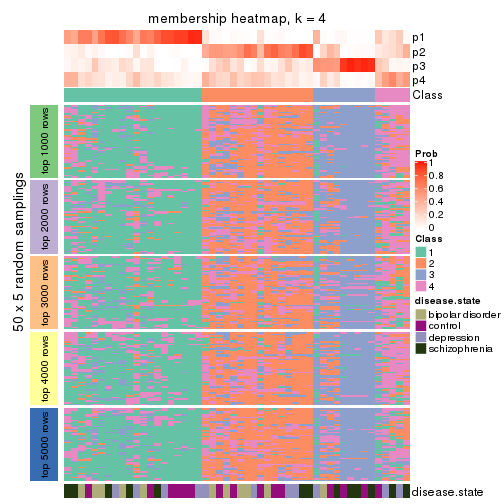 membership heatmap, k = 4
p1
p2
p3
p4
Class
50 x 5 random samplings
top 1000 rows
top 2000 rows
top 3000 rows
top 4000 rows
top 5000 rows
Prob
1
0.8
0.6
0.4
0.2
0
Class
1
2
3
4
disease.state
bipolar disorder
control
depression
schizophrenia
disease.state